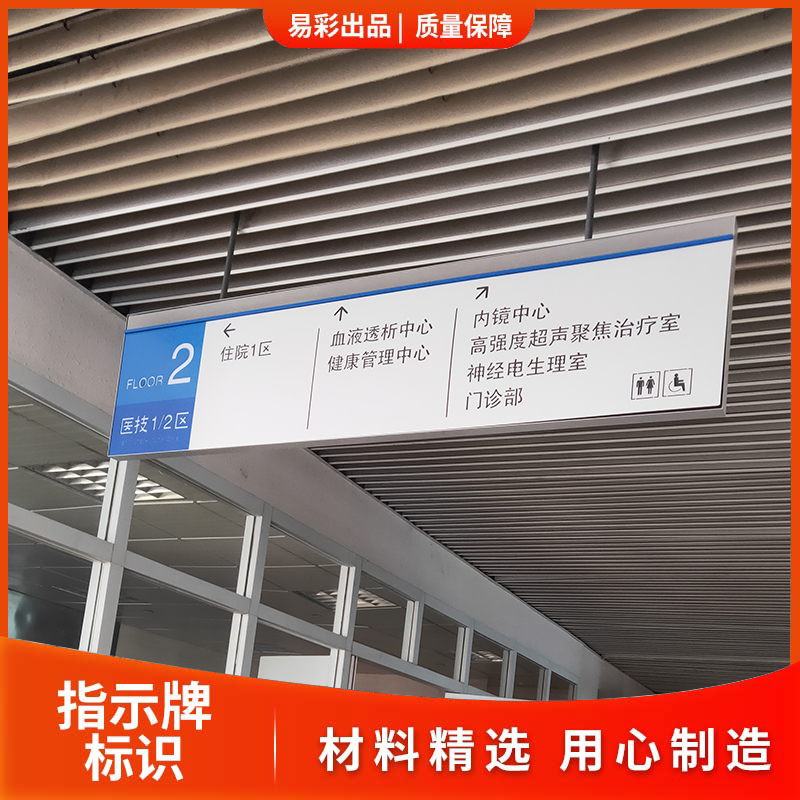 易彩出品| 质量保障
FLOOR 2
医技1/2区
住院1区
血液透析中心
健康管理中心
内镜中心
高强度超声聚焦治疗室
神经电生理室
门诊部
指示牌
标识
材料精选 用心制造